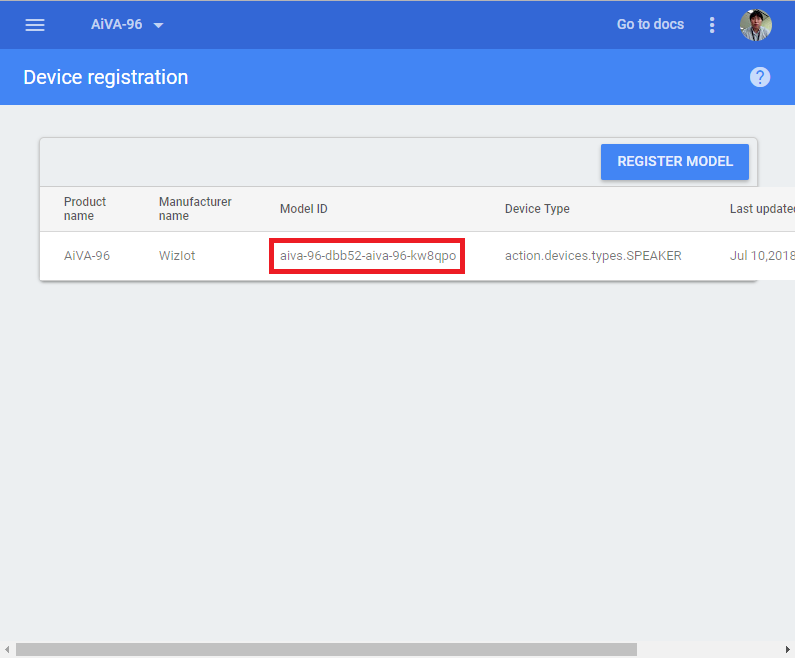 AiVA-96
Go to docs
Device registration
?
REGISTER MODEL
Product name
Manufacturer name
Model ID
Device Type
Last update
AiVA-96
WizIot
aiva-96-dbb52-aiva-96-kw8qpo
action.devices.types.SPEAKER
Jul 10,2018